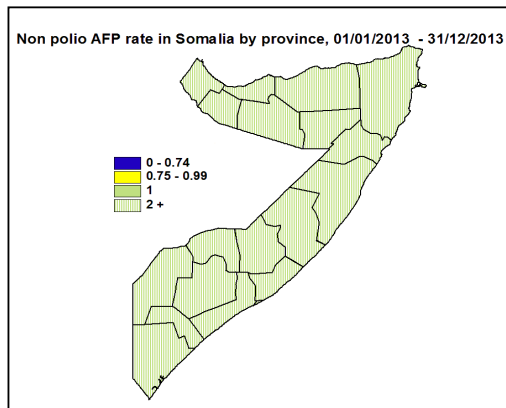 Non polio AFP rate in Somalia by province, 01/01/2013 - 31/12/2013
0 - 0.74
0.75 - 0.99
1
2 +